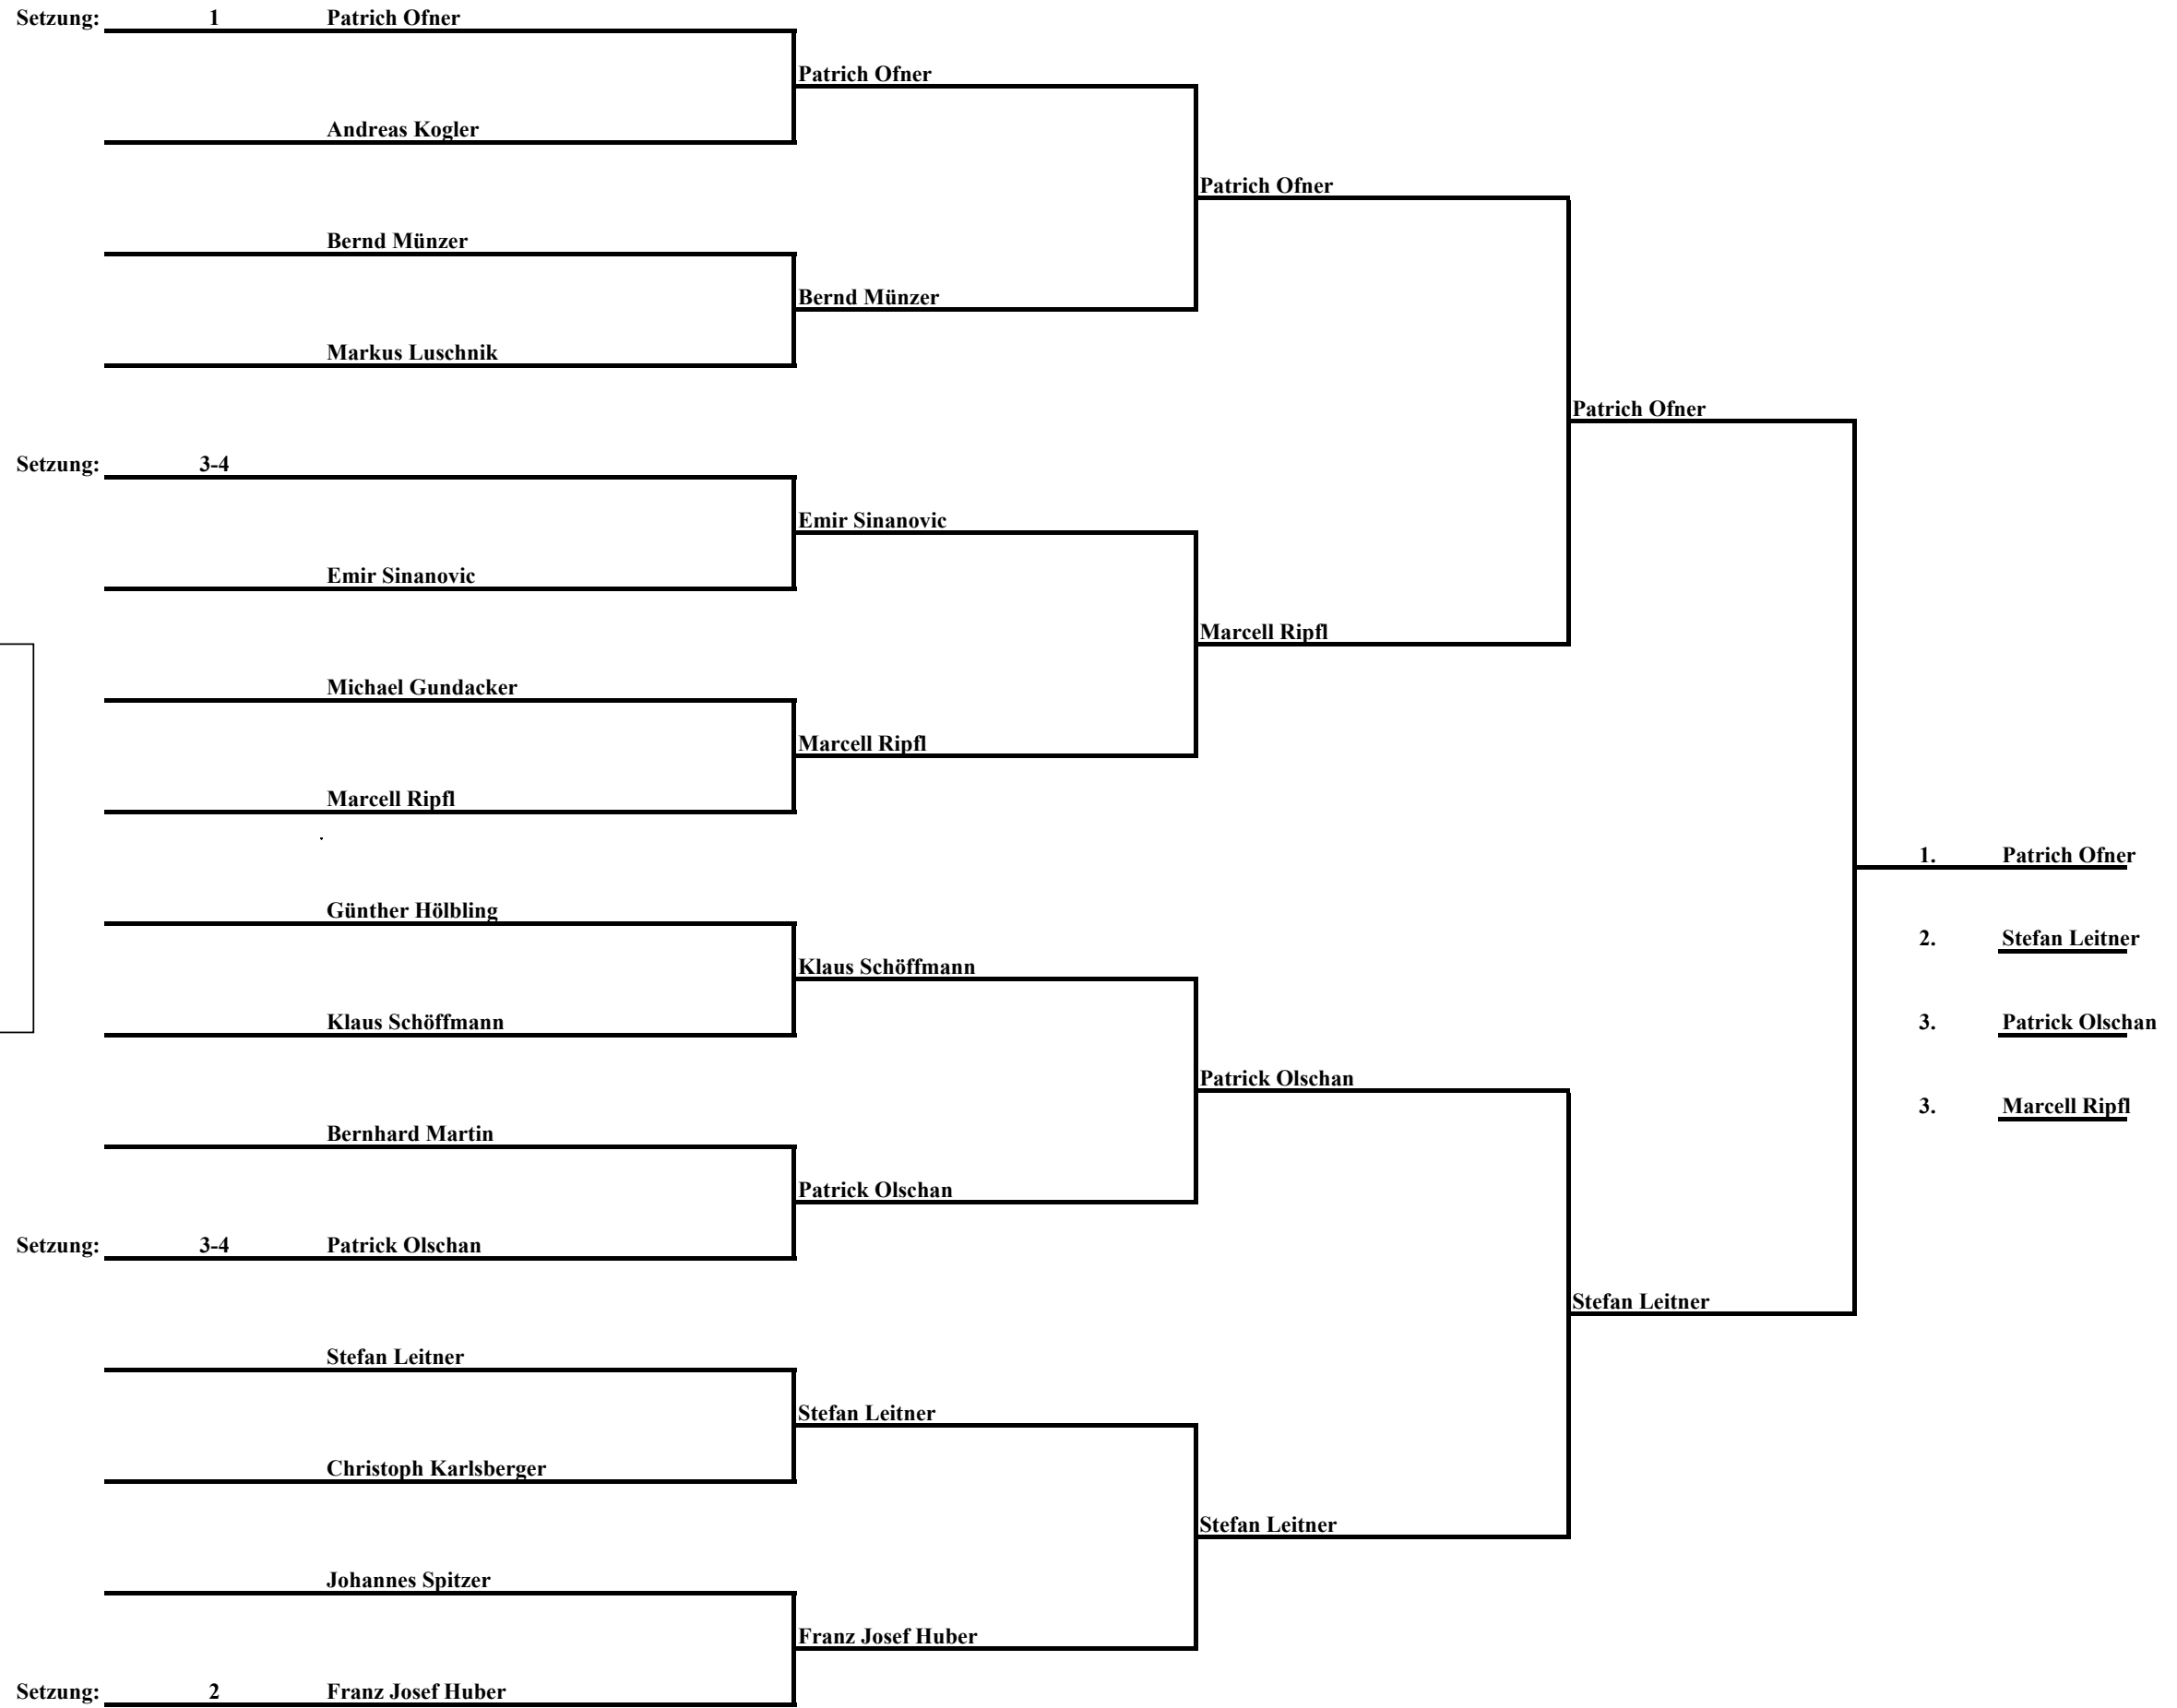 Setzung: 1 Patrich Ofner
Patrich Ofner
Andreas Kogler
Patrich Ofner
Bernd Münzer
Bernd Münzer
Markus Luschnik
Patrich Ofner
Setzung: 3-4
Emir Sinanovic
Emir Sinanovic
Marcell Ripfl
Michael Gundacker
Marcell Ripfl
Marcell Ripfl
1. Patrich Ofner
Günther Hölbling
2. Stefan Leitner
Klaus Schöffmann
Klaus Schöffmann
3. Patrick Olschan
Patrick Olschan
3. Marcell Ripfl
Bernhard Martin
Patrick Olschan
Setzung: 3-4 Patrick Olschan
Stefan Leitner
Stefan Leitner
Stefan Leitner
Christoph Karlsberger
Stefan Leitner
Johannes Spitzer
Franz Josef Huber
Setzung: 2 Franz Josef Huber